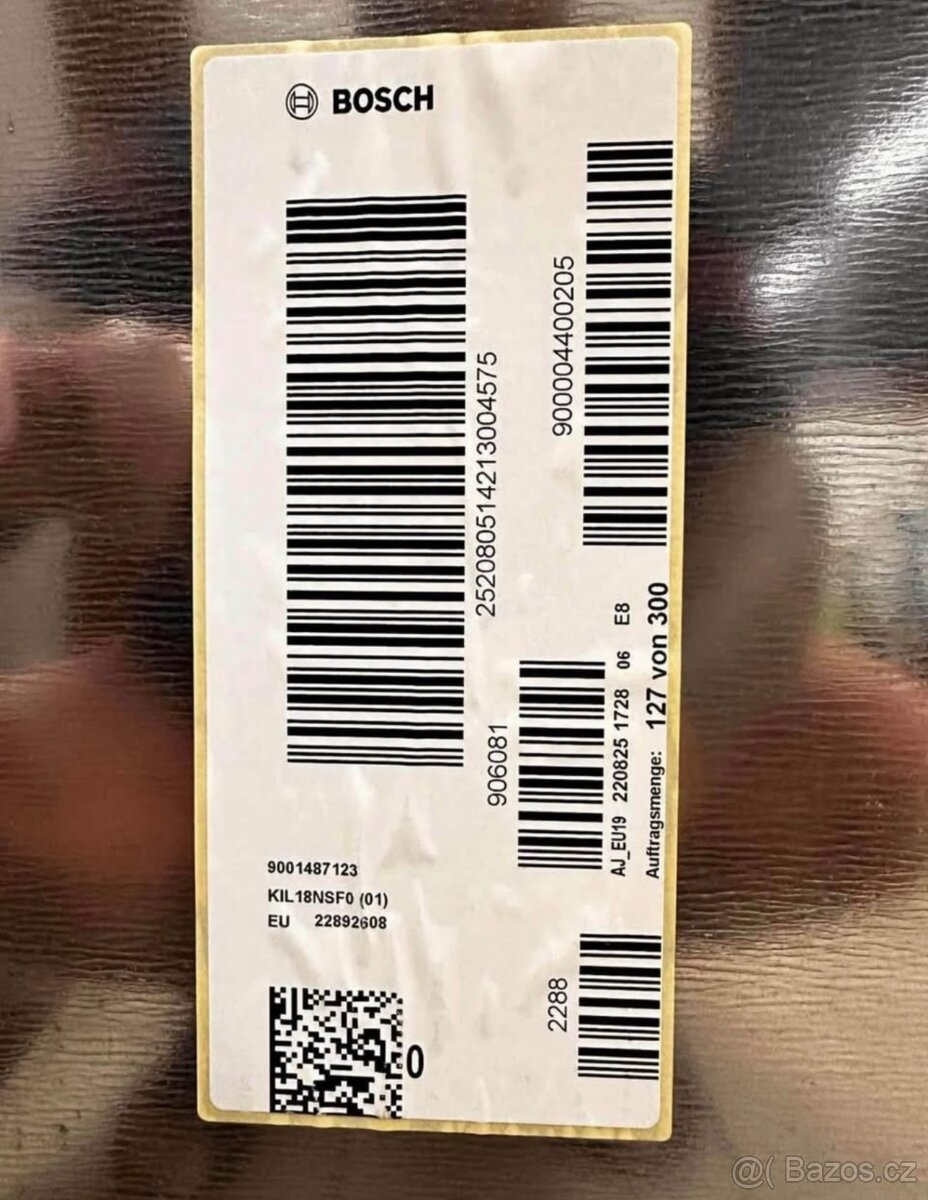 BOSCH
252080514213004575
900004400205
906081
AJ_EU19 220825 1728 06 E8
Auftragsmenge: 127 von 300
9001487123
KIL18NSF0 (01)
EU 22892608
2288
0
@( Bazos.cz